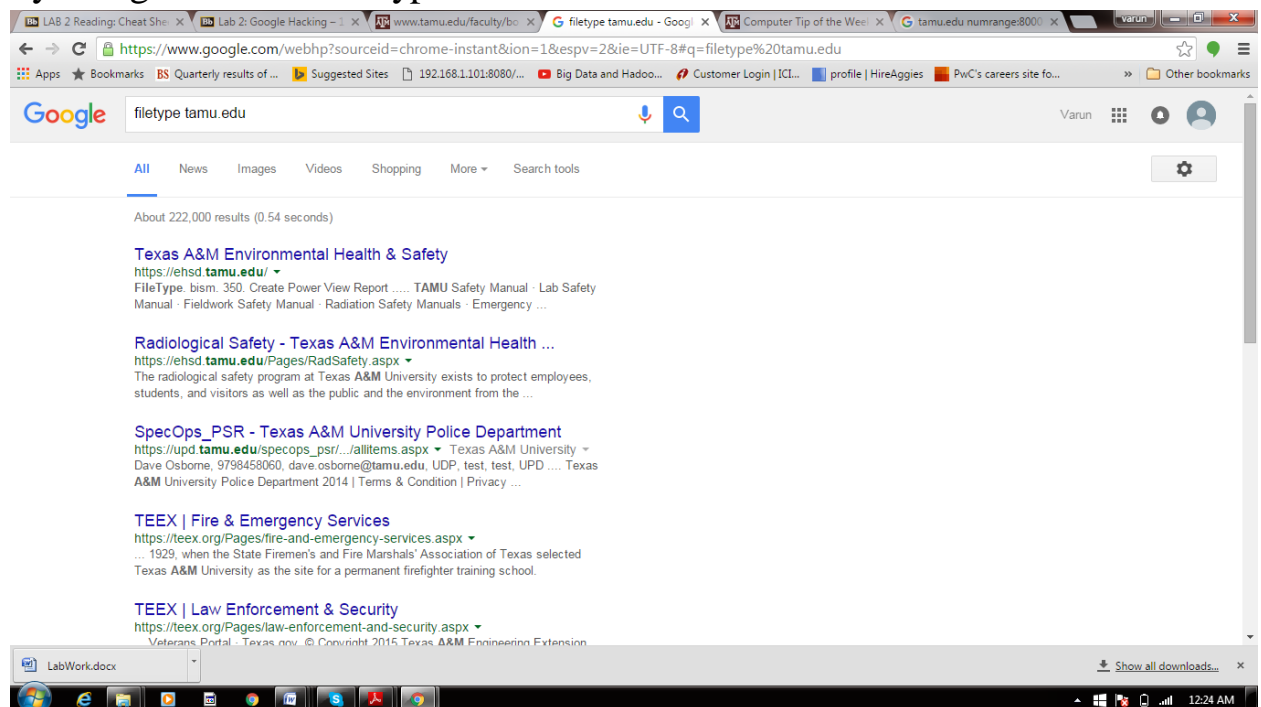 LAB 2 Reading: Cheat She
Lab 2: Google Hacking – 1
www.tamu.edu/faculty/bo
filetype tamu.edu - Googl
Computer Tip of the Weel
tamu.edu numrange:8000
varun
https://www.google.com/webhp?sourceid=chrome-instant&ion=1&espv=2&ie=UTF-8#q=filetype%20tamu.edu
Apps
Bookmarks
Quarterly results of ...
Suggested Sites
192.168.1.101:8080/...
Big Data and Hadoo...
Customer Login | ICI...
profile | HireAggies
PwC's careers site fo...
»
Other bookmarks
Google
filetype tamu.edu
Varun
All News Images Videos Shopping More Search tools
About 222,000 results (0.54 seconds)
Texas A&M Environmental Health & Safety
https://ehsd.tamu.edu/
FileType. bism. 350. Create Power View Report ..... TAMU Safety Manual · Lab Safety
Manual · Fieldwork Safety Manual · Radiation Safety Manuals · Emergency ...
Radiological Safety - Texas A&M Environmental Health ...
https://ehsd.tamu.edu/Pages/RadSafety.aspx
The radiological safety program at Texas A&M University exists to protect employees,
students, and visitors as well as the public and the environment from the ...
SpecOps_PSR - Texas A&M University Police Department
https://upd.tamu.edu/specops_psr/.../allitems.aspx Texas A&M University
Dave Osborne, 9798458060, dave.osborne@tamu.edu, UDP, test, test, UPD .... Texas
A&M University Police Department 2014 | Terms & Condition | Privacy ...
TEEX | Fire & Emergency Services
https://teex.org/Pages/fire-and-emergency-services.aspx
... 1929, when the State Firemen's and Fire Marshals' Association of Texas selected
Texas A&M University as the site for a permanent firefighter training school.
TEEX | Law Enforcement & Security
https://teex.org/Pages/law-enforcement-and-security.aspx
Veterans Portal · Texas.gov. © Copyright 2015 Texas A&M Engineering Extension
LabWork.docx
Show all downloads...
12:24 AM